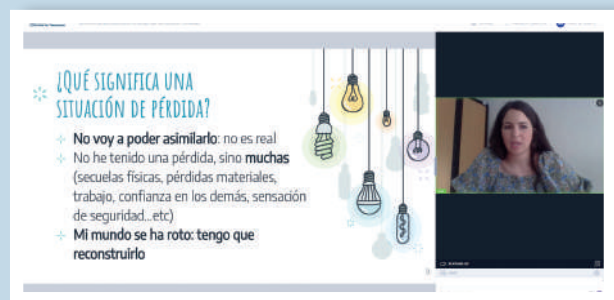 ¿QUÉ SIGNIFICA UNA
SITUACIÓN DE PÉRDIDA?
No voy a poder asimilarlo: no es real
No he tenido una pérdida, sino muchas
(secuelas físicas, pérdidas materiales,
trabajo, confianza en los demás, sensación
de seguridad...etc)
Mi mundo se ha roto: tengo que
reconstruirlo